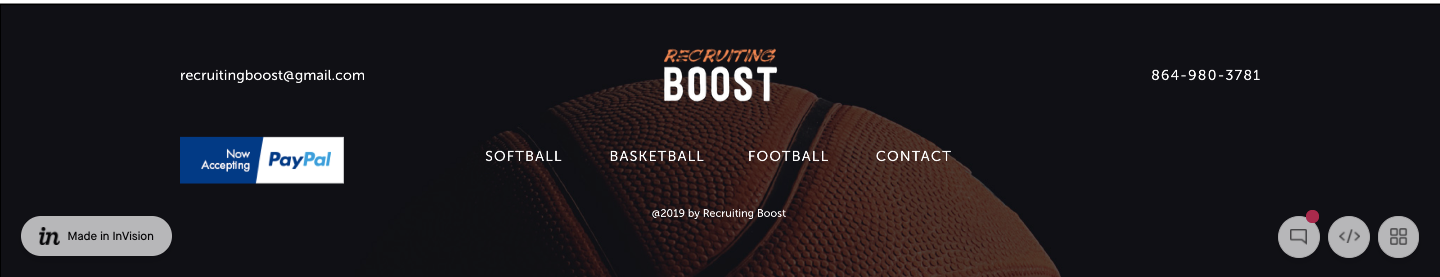 recruitingboost@gmail.com
RECRUITING
BOOST
864-980-3781
Now
Accepting
PayPal
SOFTBALL
BASKETBALL
FOOTBALL
CONTACT
@2019 by Recruiting Boost
in Made in InVision